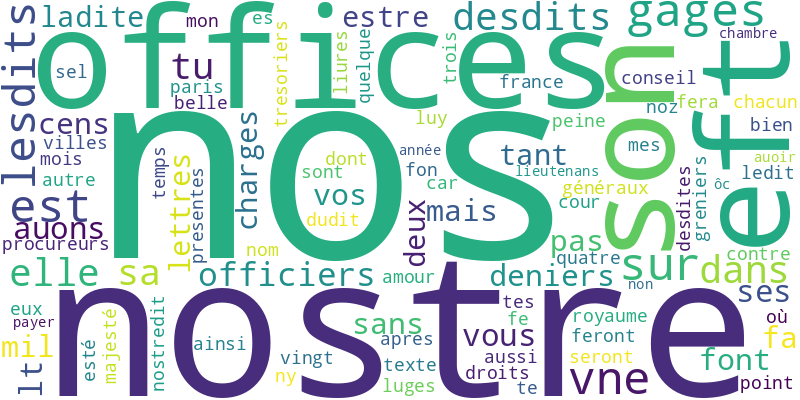 ladite
mon
es
estre
desdits
gages
chambre
offices
lesdits
tu
sel
paris
belle
tresoriers
liures
quelque
trois
france
conseil
son
eft
noz
fera
chacun
cens
villes
mois
autre
temps
charges
nos
luy
peine
mes
bien
année
tant
lieutenans
auoir
est
auons
procureurs
lettres
presentes
sont
dont
vos
dudit
fon
car
mais
deux
généraux
cour
desdites
greniers
ôc
ledit
contre
nom
pas
quatre
elle
sa
officiers
amour
deniers
sur
non
dans
ses
eux
payer
mil
lt
esté
majesté
nostredit
nostre
ainsi
vingt
ny
sans
apres
texte
luges
vous
tes
fe
aussi
droits
te
royaume
feront
seront
vne
font
où
fa
point